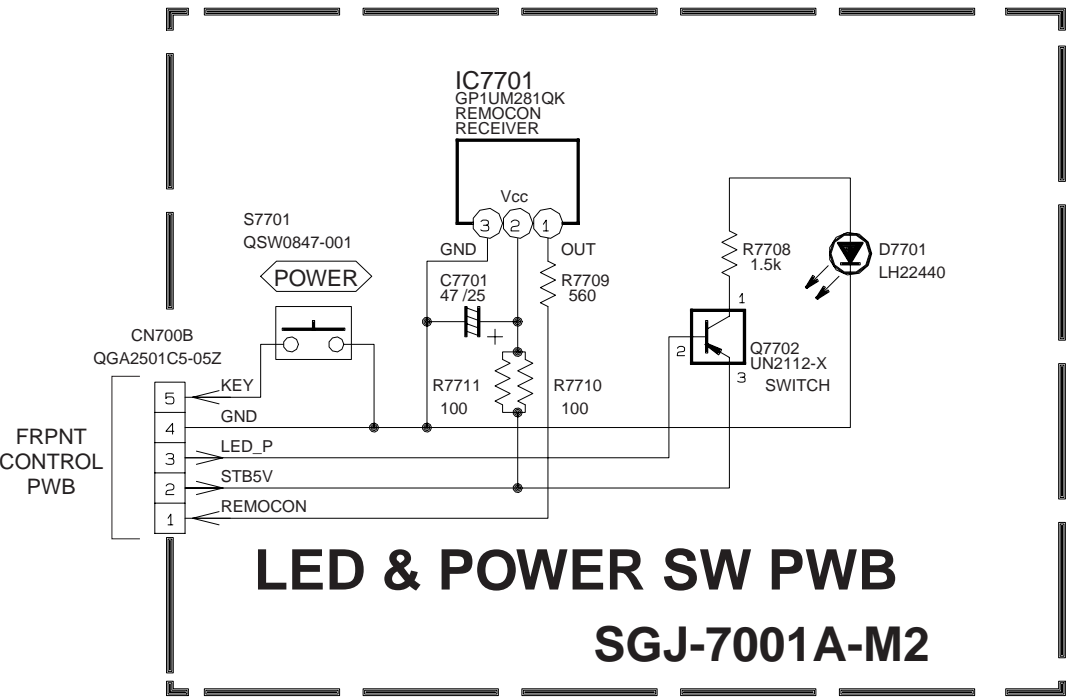 IC7701
GP1UM281QK
REMOCON
RECEIVER
Vcc
3
2
1
GND
OUT
S7701
QSW0847-001
POWER
C7701
47 /25
+
R7709
560
R7708
1.5k
D7701
LH22440
1
2
3
Q7702
UN2112-X
SWITCH
CN700B
QGA2501C5-05Z
R7711
100
R7710
100
FRPNT
CONTROL
PWB
5
KEY
4
GND
3
LED_P
2
STB5V
1
REMOCON
LED & POWER SW PWB
SGJ-7001A-M2